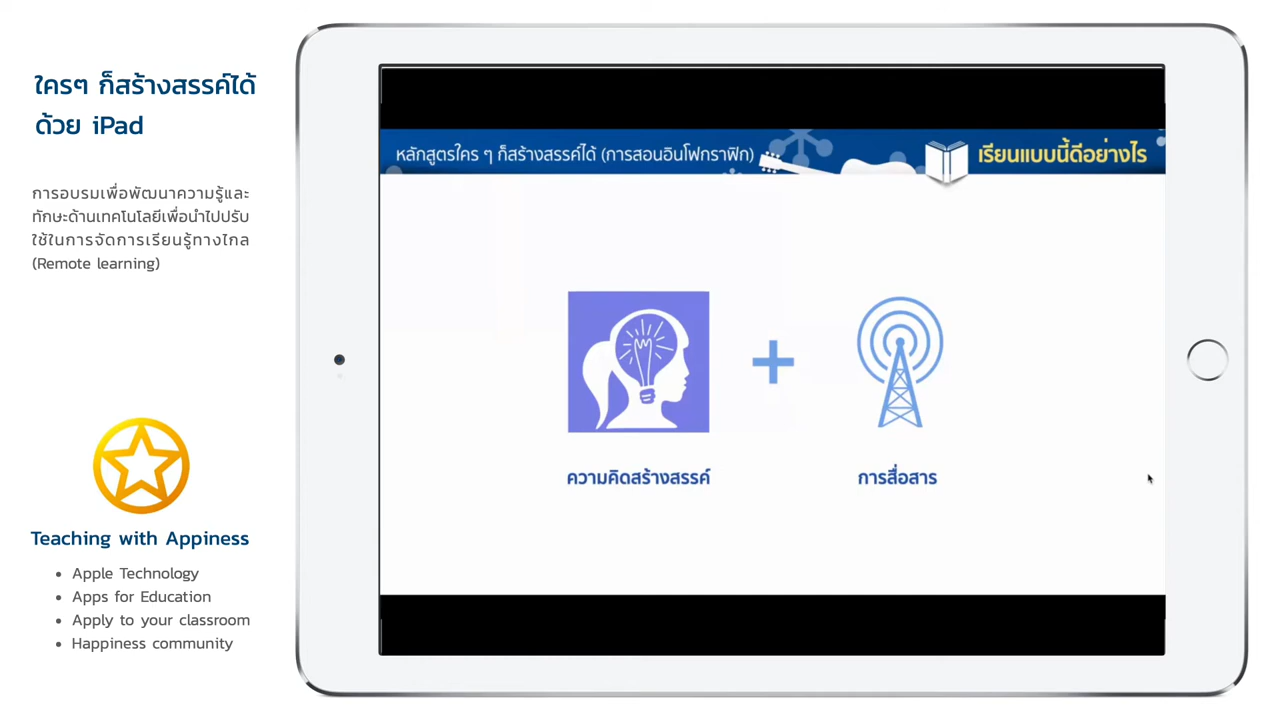 ใครๆ ก็สร้างสรรค์ได้
ด้วย iPad
การอบรมเพื่อพัฒนาความรู้และ
ทักษะด้านเทคโนโลยีเพื่อนำไปปรับ
ใช้ในการจัดการเรียนรู้ทางไกล
(Remote learning)
Teaching with Appiness
• Apple Technology
• Apps for Education
• Apply to your classroom
• Happiness community
หลักสูตรใคร ๆ ก็สร้างสรรค์ได้ (การสอนอินโฟกราฟิก)
เรียนแบบนี้ดีอย่างไร
ความคิดสร้างสรรค์
การสื่อสาร